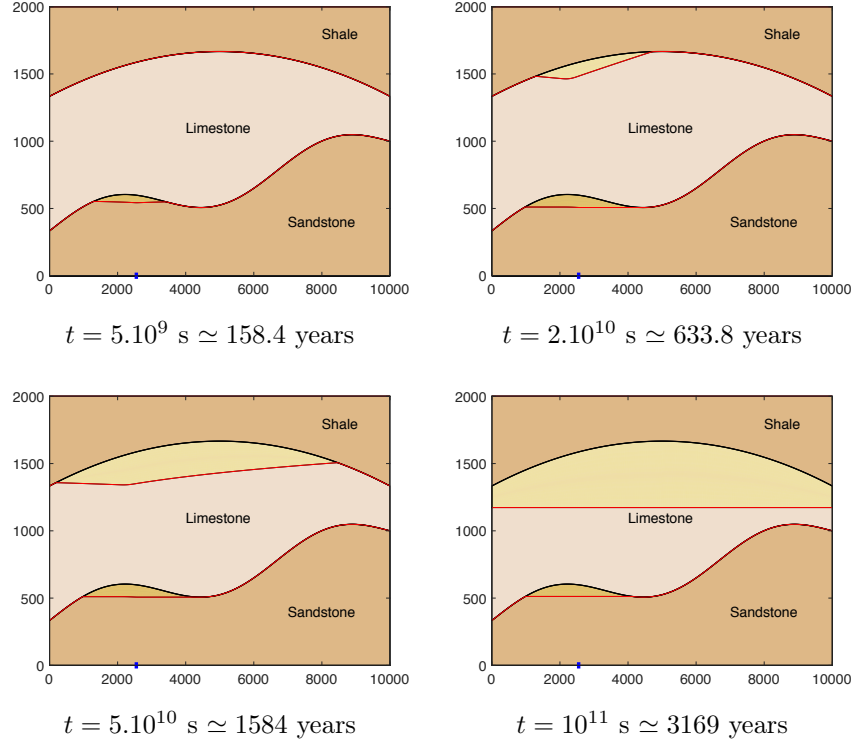 2000
Shale
1500
Limestone
1000
500
Sandstone
0
0 2000 4000 6000 8000 10000
t = 5.10⁹ s ≃ 158.4 years
2000
Shale
1500
Limestone
1000
500
Sandstone
0
0 2000 4000 6000 8000 10000
t = 2.10¹⁰ s ≃ 633.8 years
2000
Shale
1500
Limestone
1000
500
Sandstone
0
0 2000 4000 6000 8000 10000
t = 5.10¹⁰ s ≃ 1584 years
2000
Shale
1500
Limestone
1000
500
Sandstone
0
0 2000 4000 6000 8000 10000
t = 10¹¹ s ≃ 3169 years